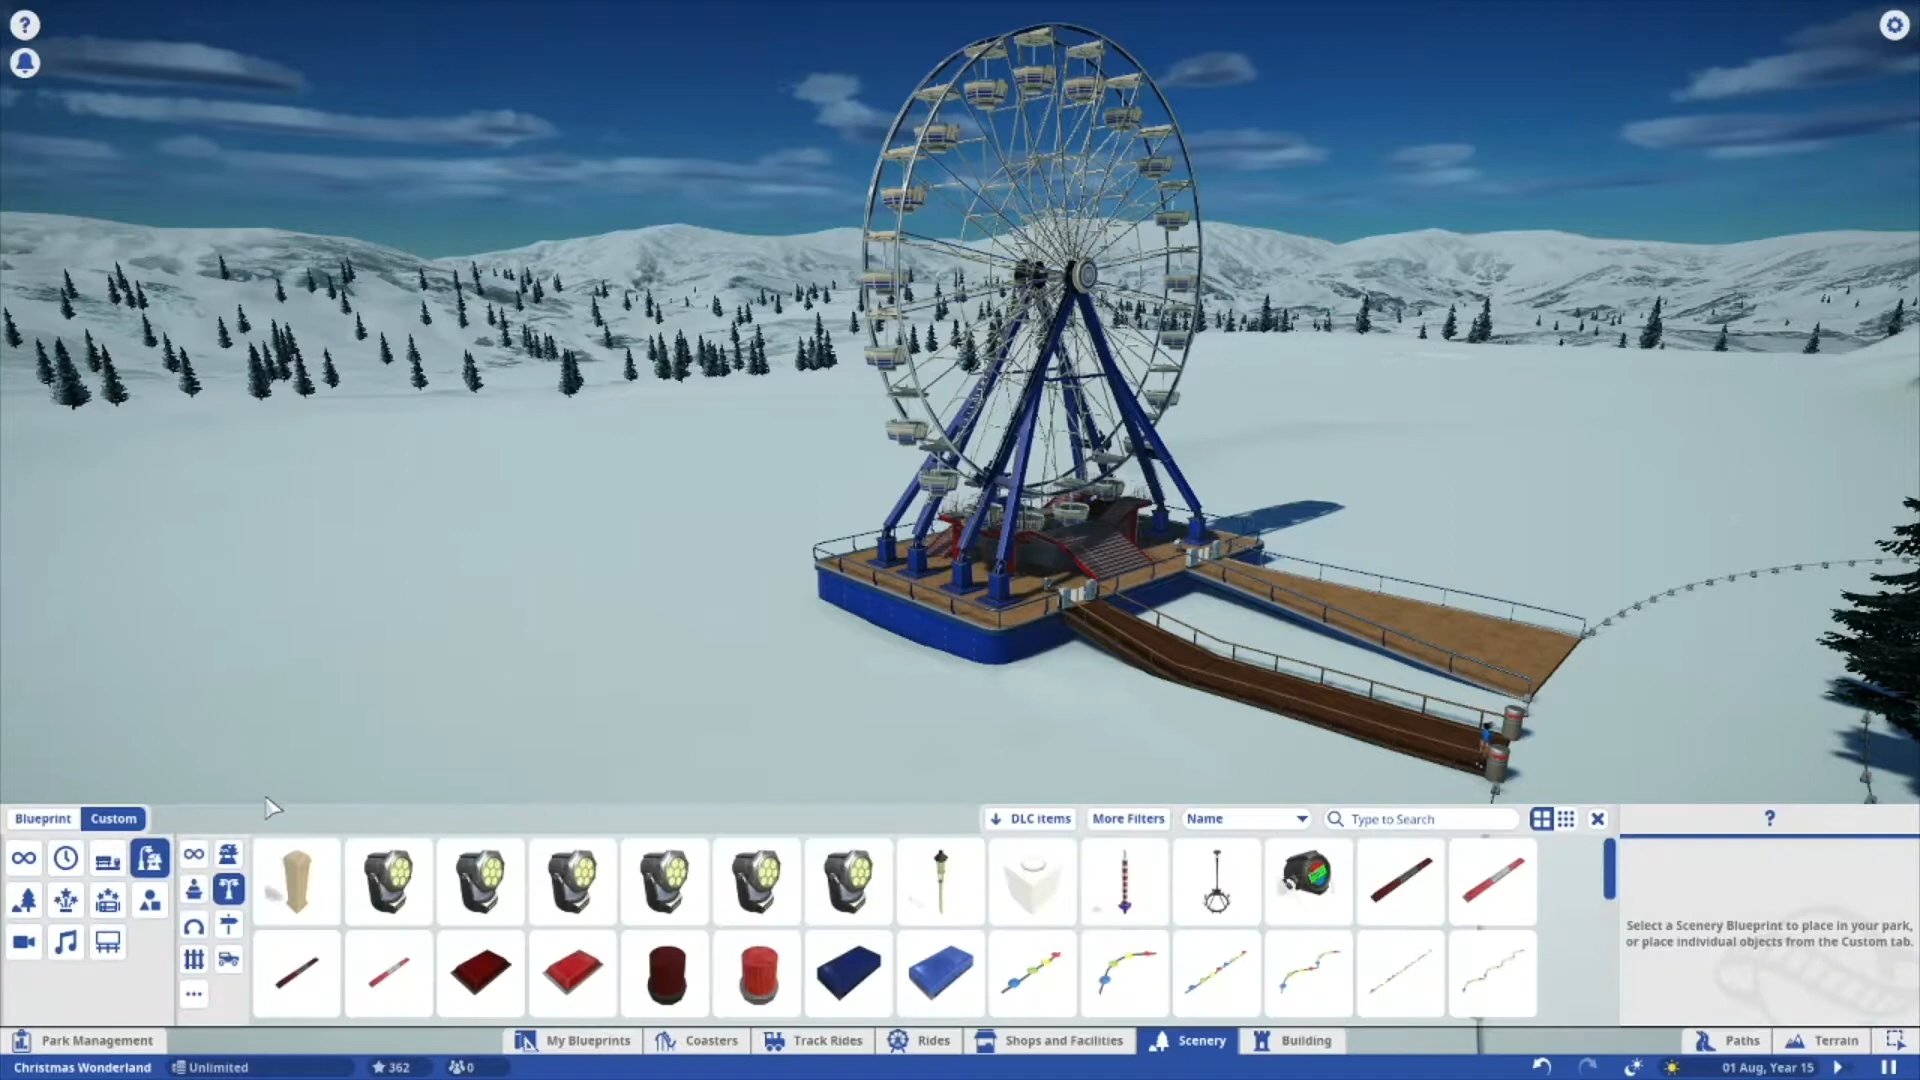 ?
Blueprint Custom
DLC items More Filters Name Type to Search
?
Select a Scenery Blueprint to place in your park,
or place individual objects from the Custom tab.
Park Management My Blueprints Coasters Track Rides Rides Shops and Facilities Scenery Building Paths Terrain
Christmas Wonderland Unlimited 362 0 01 Aug, Year 15